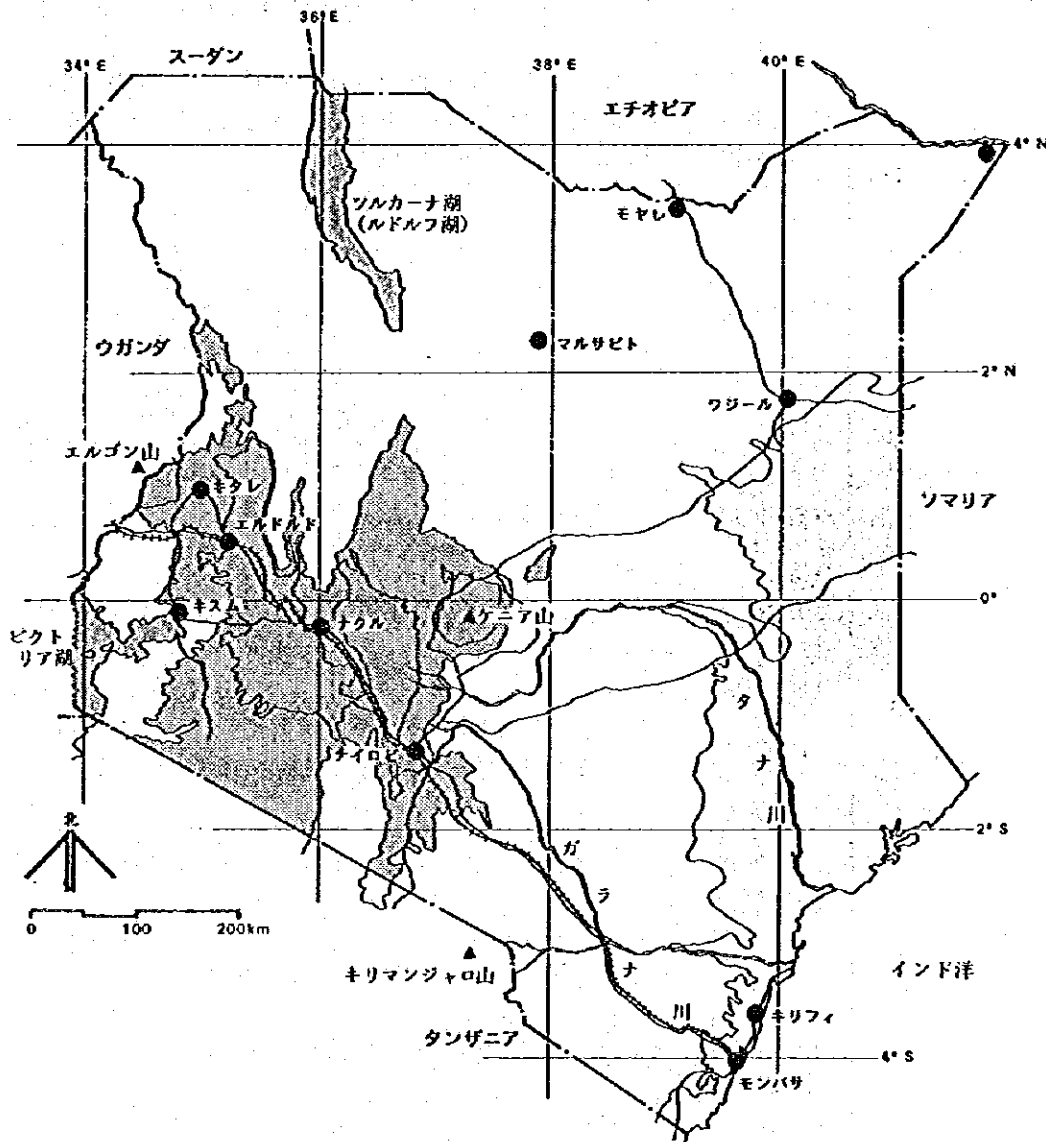 36°E
34°E
スーダン
38°E
40°E
エチオピア
4°N
ツルカーナ湖
(ルドルフ湖)
モヤレ
ウガンダ
マルサビト
2°N
ワジール
エルゴン山
キタレ
ソマリア
エルドルド
0°
キスム
ケニア山
ナクル
ビクト
リア湖
タナ川
ナイロビ
北
2°S
ガラナ川
0 100 200km
キリマンジャロ山
インド洋
キリフィ
タンザニア
4°S
モンバサ